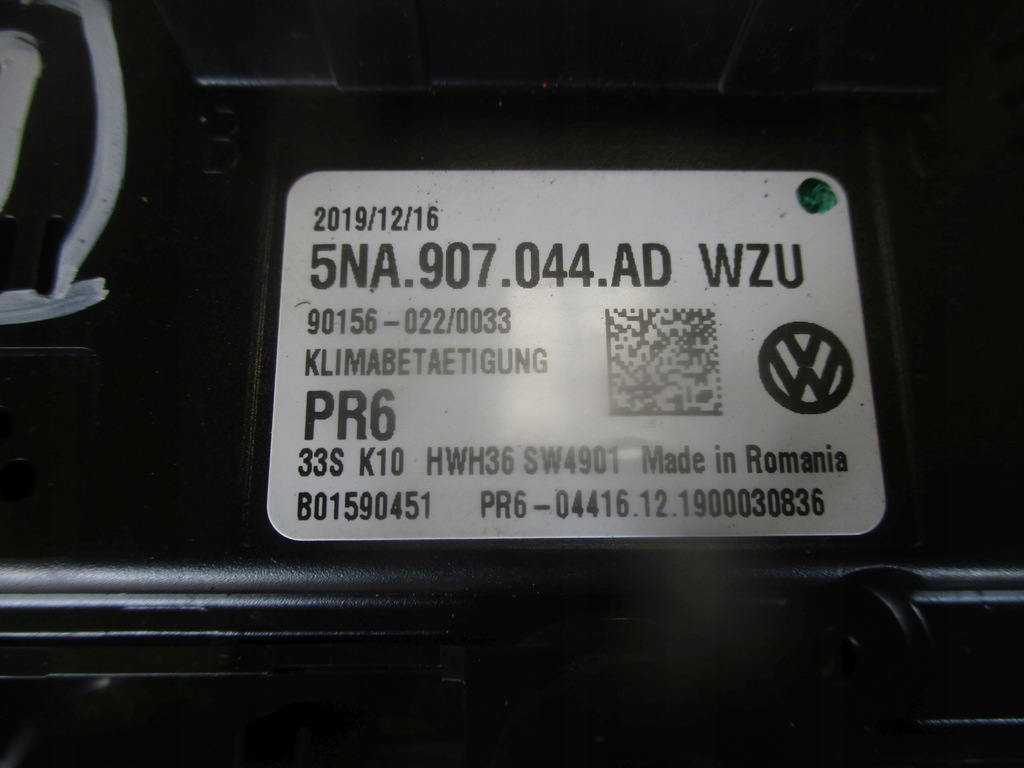 2019/12/16
5NA.907.044.AD WZU
90156-022/0033
KLIMABETAETIGUNG
PR6
33S K10 HWH36 SW4901 Made in Romania
B01590451 PR6-04416.12.1900030836